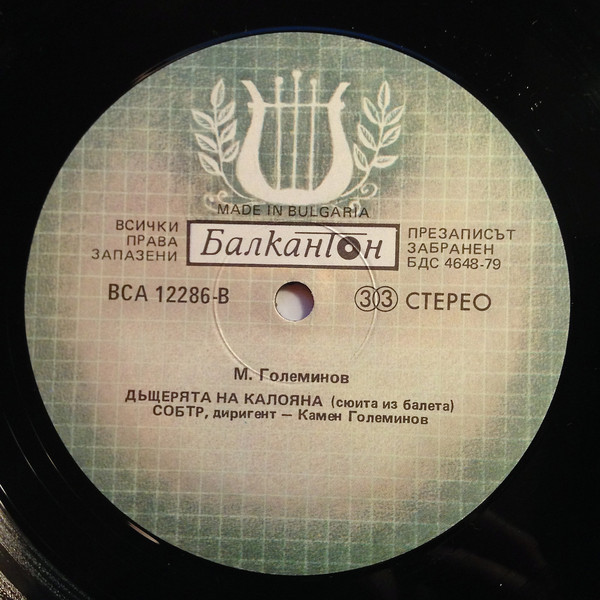 MADE IN BULGARIA
ВСИЧКИ
ПРАВА
ЗАПАЗЕНИ
Балкантон
ПРЕЗАПИСЪТ
ЗАБРАНЕН
БДС 4648-79
ВСА 12286-В
33 СТЕРЕО
М. Големинов
ДЪЩЕРЯТА НА КАЛОЯНА (сюита из балета)
СОБТР, диригент — Камен Големинов